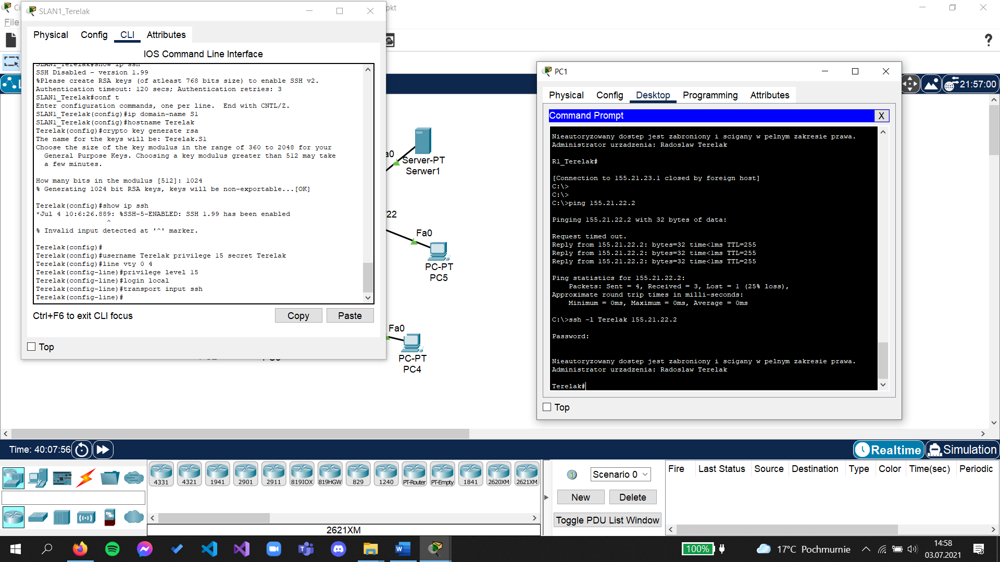 SLAN1_Terelak
pkt
File
Physical Config CLI Attributes
IOS Command Line Interface
SLAN1_Terelak#show ip ssh
SSH Disabled - version 1.99
%Please create RSA keys (of atleast 768 bits size) to enable SSH v2.
Authentication timeout: 120 secs; Authentication retries: 3
SLAN1_Terelak#conf t
Enter configuration commands, one per line.  End with CNTL/Z.
SLAN1_Terelak(config)#ip domain-name S1
SLAN1_Terelak(config)#hostname Terelak
Terelak(config)#crypto key generate rsa
The name for the keys will be: Terelak.S1
Choose the size of the key modulus in the range of 360 to 2048 for your
General Purpose Keys. Choosing a key modulus greater than 512 may take
a few minutes.
How many bits in the modulus [512]: 1024
% Generating 1024 bit RSA keys, keys will be non-exportable...[OK]
Terelak(config)#show ip ssh
*Jul 4 10:6:26.889: %SSH-5-ENABLED: SSH 1.99 has been enabled
^
% Invalid input detected at '^' marker.
Terelak(config)#
Terelak(config)#username Terelak privilege 15 secret Terelak
Terelak(config)#line vty 0 4
Terelak(config-line)#privilege level 15
Terelak(config-line)#login local
Terelak(config-line)#transport input ssh
Terelak(config-line)#
Ctrl+F6 to exit CLI focus
Copy Paste
Top
a0
Server-PT
Serwer1
/22
Fa0
PC-PT
PC5
Fa0
PC-PT
PC4
21:57:00
PC1
Physical Config Desktop Programming Attributes
Command Prompt X
Nieautoryzowany dostep jest zabroniony i scigany w pelnym zakresie prawa.
Administrator urzadzenia: Radoslaw Terelak
R1_Terelak#
[Connection to 155.21.23.1 closed by foreign host]
C:\>
C:\>
C:\>ping 155.21.22.2
Pinging 155.21.22.2 with 32 bytes of data:
Request timed out.
Reply from 155.21.22.2: bytes=32 time<1ms TTL=255
Reply from 155.21.22.2: bytes=32 time<1ms TTL=255
Reply from 155.21.22.2: bytes=32 time<1ms TTL=255
Ping statistics for 155.21.22.2:
Packets: Sent = 4, Received = 3, Lost = 1 (25% loss),
Approximate round trip times in milli-seconds:
Minimum = 0ms, Maximum = 0ms, Average = 0ms
C:\>ssh -l Terelak 155.21.22.2
Password:
Nieautoryzowany dostep jest zabroniony i scigany w pelnym zakresie prawa.
Administrator urzadzenia: Radoslaw Terelak
Terelak#
Top
Time: 40:07:56
Realtime Simulation
4331 4321 1941 2901 2911 819IOX 819HGW 829 1240 PT-Router PT-Empty 1841 2620XM 2621XM
2621XM
Scenario 0
New Delete
Toggle PDU List Window
Fire Last Status Source Destination Type Color Time(sec) Periodic
100%
17°C Pochmurnie
14:58
03.07.2021